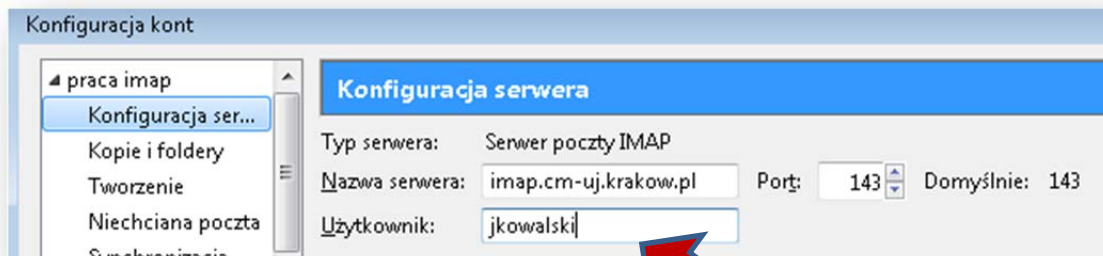 Konfiguracja kont
praca imap
Konfiguracja ser...
Kopie i foldery
Tworzenie
Niechciana poczta
Synchronizacja
Konfiguracja serwera
Typ serwera: Serwer poczty IMAP
Nazwa serwera: imap.cm-uj.krakow.pl Port: 143 Domyślnie: 143
Użytkownik: jkowalski